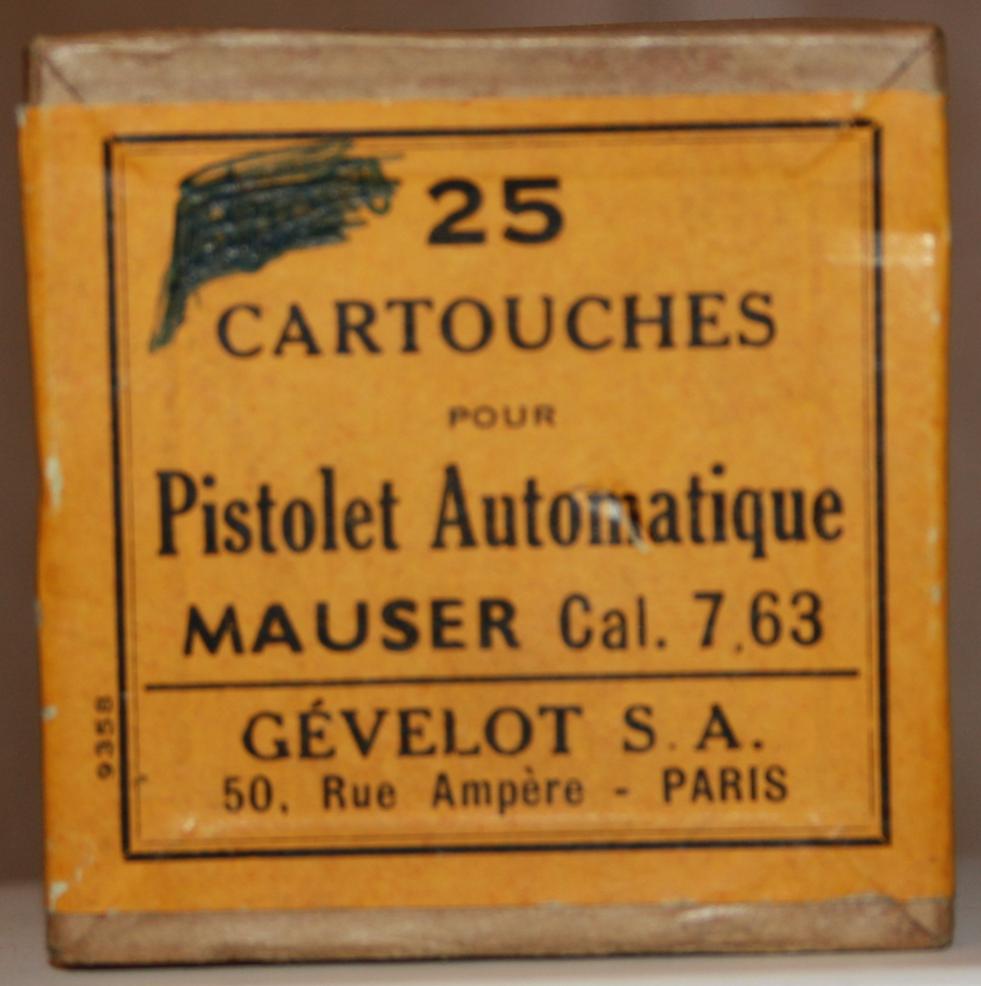 25
CARTOUCHES
POUR
Pistolet Automatique
MAUSER Cal. 7,63
GÉVELOT S.A.
50, Rue Ampère - PARIS
9358